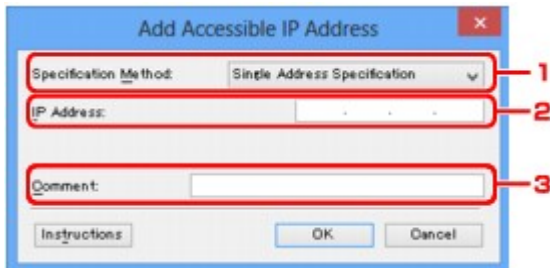 Add Accessible IP Address
Specification Method: Single Address Specification 1
IP Address: . . . 2
Comment: 3
Instructions OK Cancel